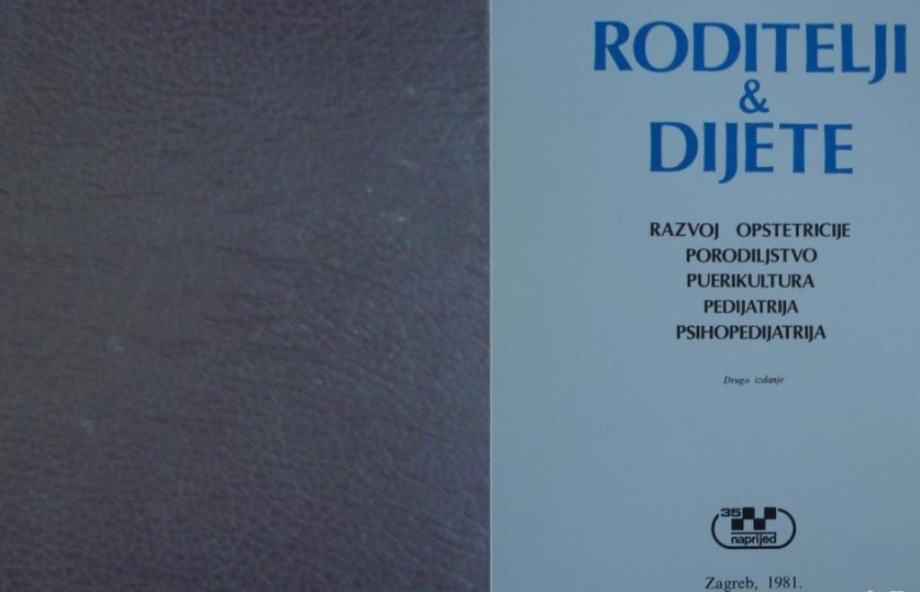 RODITELJI
&
DIJETE
RAZVOJ OPSTETRICIJE
PORODILJSTVO
PUERIKULTURA
PEDIJATRIJA
PSIHOPEDIJATRIJA
Drugo izdanje
35
naprijed
Zagreb, 1981.